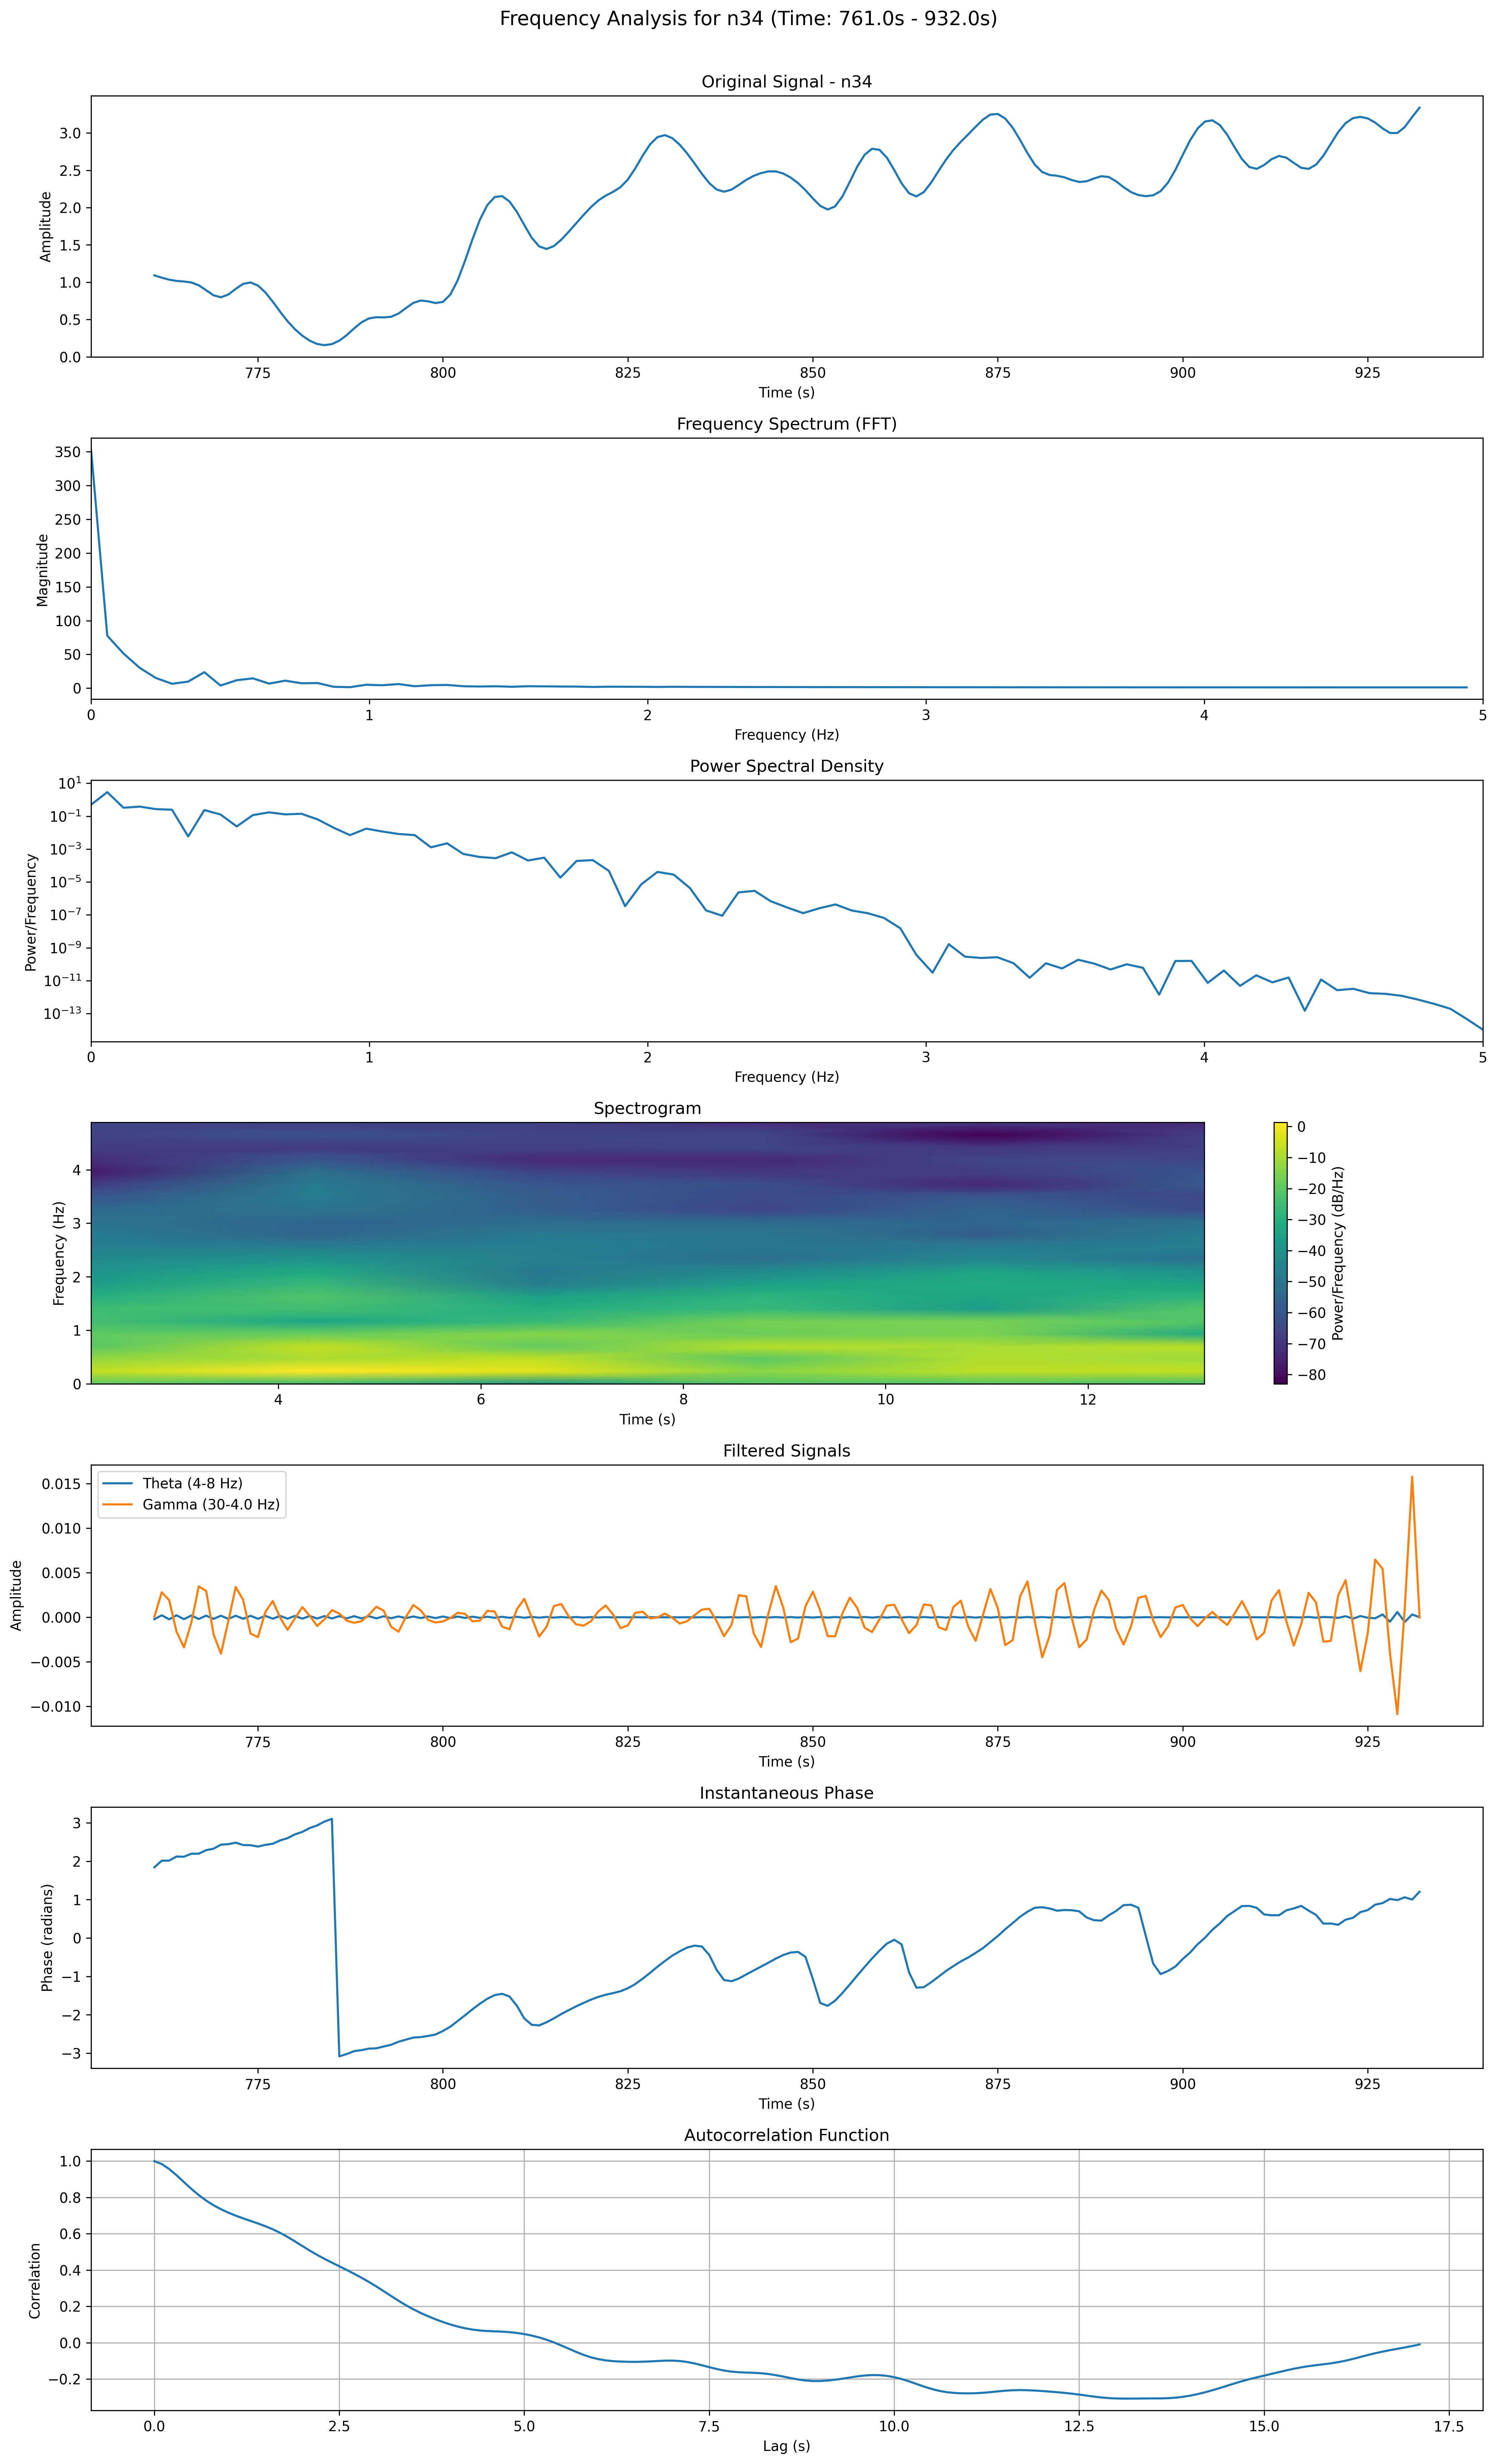 Frequency Analysis for n34 (Time: 761.0s - 932.0s)
Original Signal - n34
Amplitude
3.0
2.5
2.0
1.5
1.0
0.5
0.0
775 800 825 850 875 900 925
Time (s)
Frequency Spectrum (FFT)
Magnitude
350
300
250
200
150
100
50
0
0 1 2 3 4 5
Frequency (Hz)
Power Spectral Density
Power/Frequency
10^1
10^−1
10^−3
10^−5
10^−7
10^−9
10^−11
10^−13
0 1 2 3 4 5
Frequency (Hz)
Spectrogram
Frequency (Hz)
4
3
2
1
0
4 6 8 10 12
Time (s)
0
−10
−20
−30
−40
−50
−60
−70
−80
Power/Frequency (dB/Hz)
Filtered Signals
Theta (4-8 Hz)
Gamma (30-4.0 Hz)
Amplitude
0.015
0.010
0.005
0.000
−0.005
−0.010
775 800 825 850 875 900 925
Time (s)
Instantaneous Phase
Phase (radians)
3
2
1
0
−1
−2
−3
775 800 825 850 875 900 925
Time (s)
Autocorrelation Function
Correlation
1.0
0.8
0.6
0.4
0.2
0.0
−0.2
0.0 2.5 5.0 7.5 10.0 12.5 15.0 17.5
Lag (s)